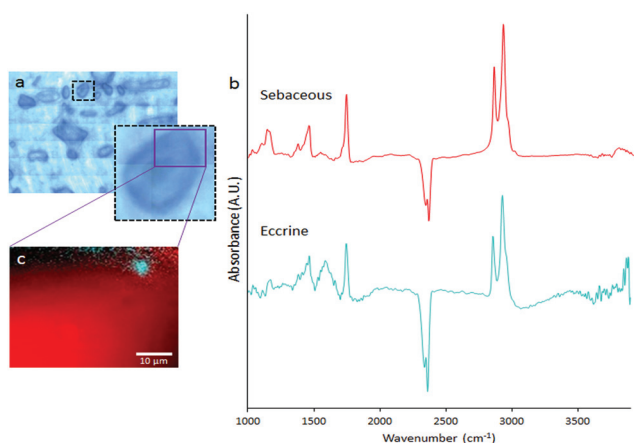 a
b
Sebaceous
Eccrine
c
10 µm
Absorbance (A.U.)
1000 1500 2000 2500 3000 3500
Wavenumber (cm-1)